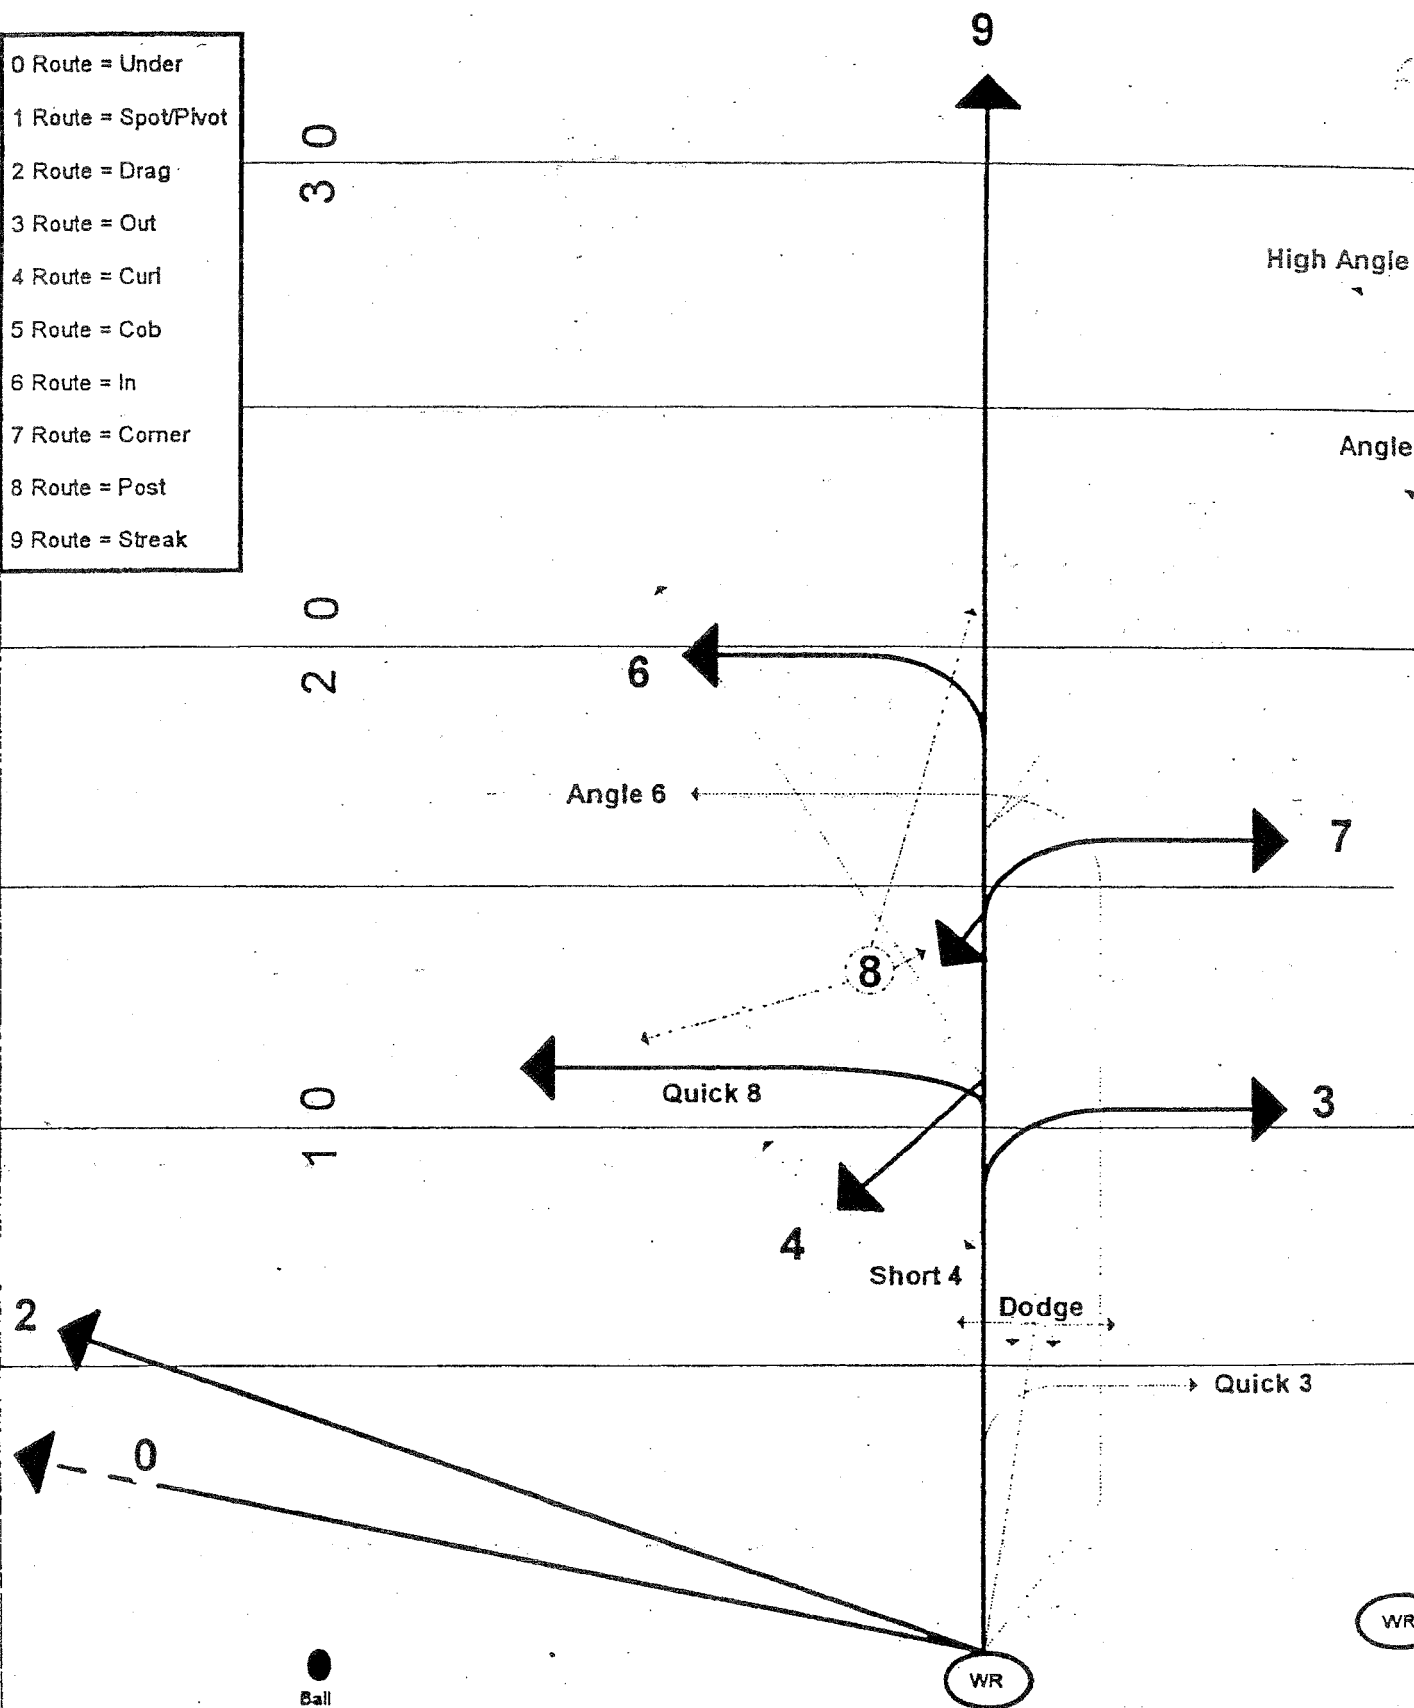 9
0 Route = Under
1 Route = Spot/Pivot
2 Route = Drag
3 Route = Out
4 Route = Curl
5 Route = Cob
6 Route = In
7 Route = Corner
8 Route = Post
9 Route = Streak
3 0
High Angle
Angle
2 0
6
Angle 6
7
8
Quick 8
1 0
3
4
Short 4
Dodge
2
Quick 3
0
WR
WR
Ball